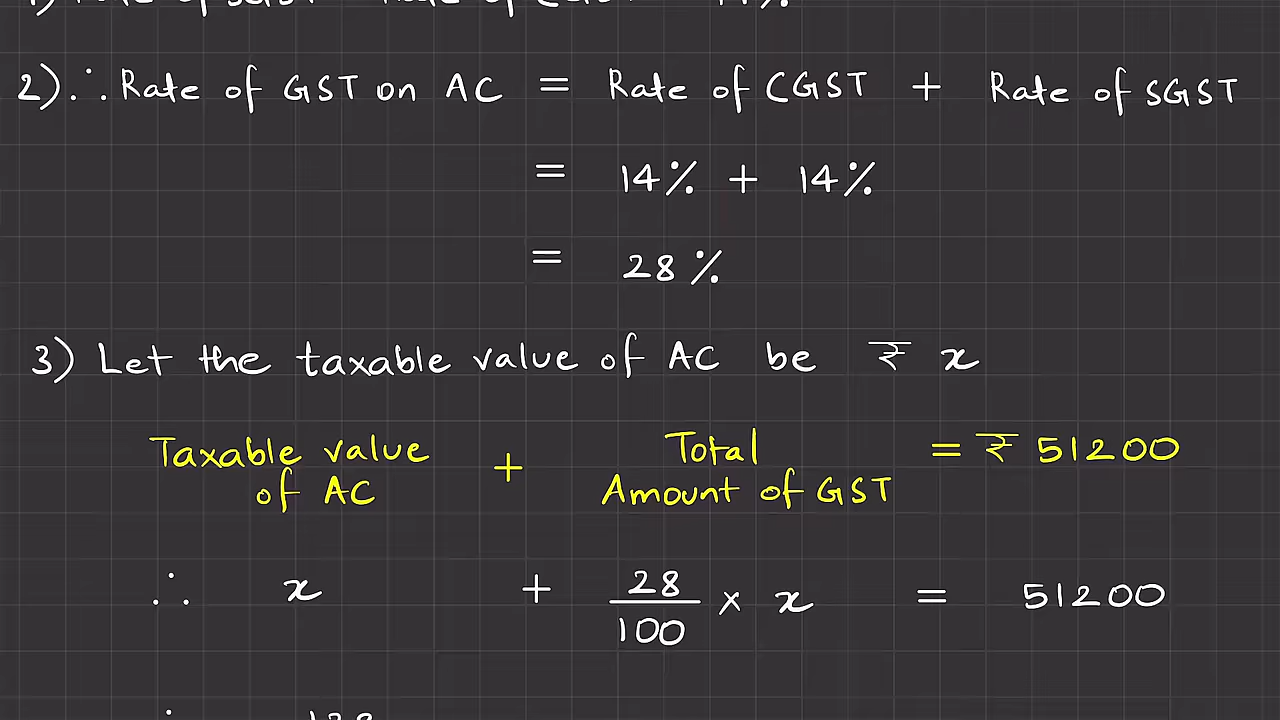 2) ∴ Rate of GST on AC = Rate of CGST + Rate of SGST
= 14% + 14%
= 28%
3) Let the taxable value of AC be ₹ x
Taxable value of AC + Total Amount of GST = ₹ 51200
∴ x + 28/100 × x = 51200